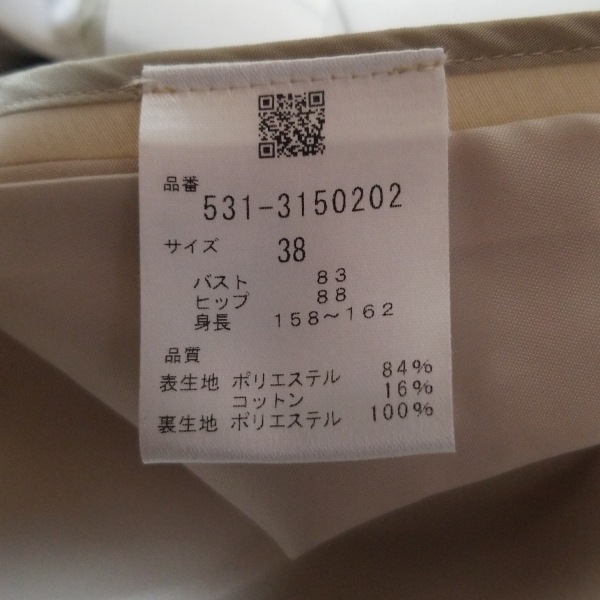 品番
531-3150202
サイズ 38
バスト 83
ヒップ 88
身長 158～162
品質
表生地 ポリエステル 84%
コットン 16%
裏生地 ポリエステル 100%